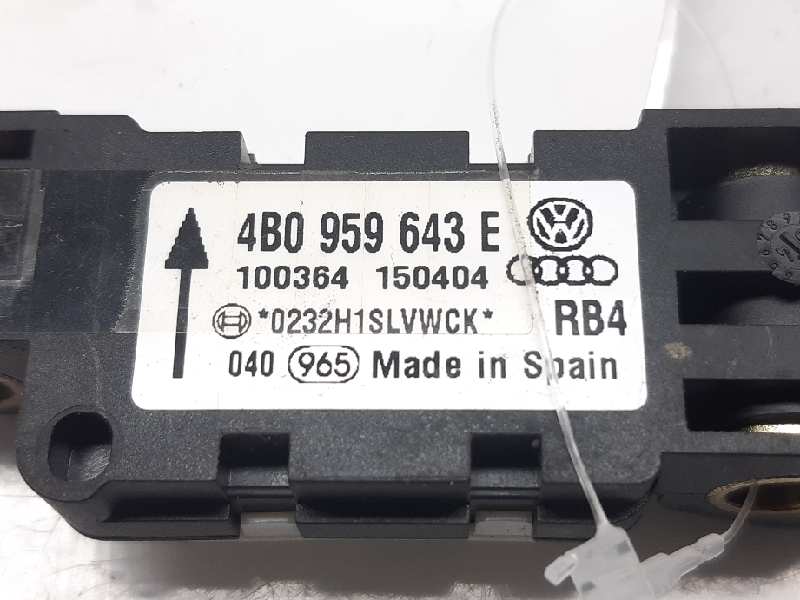 4B0 959 643 E
100364 150404
*0232H1SLVWCK* RB4
040 965 Made in Spain